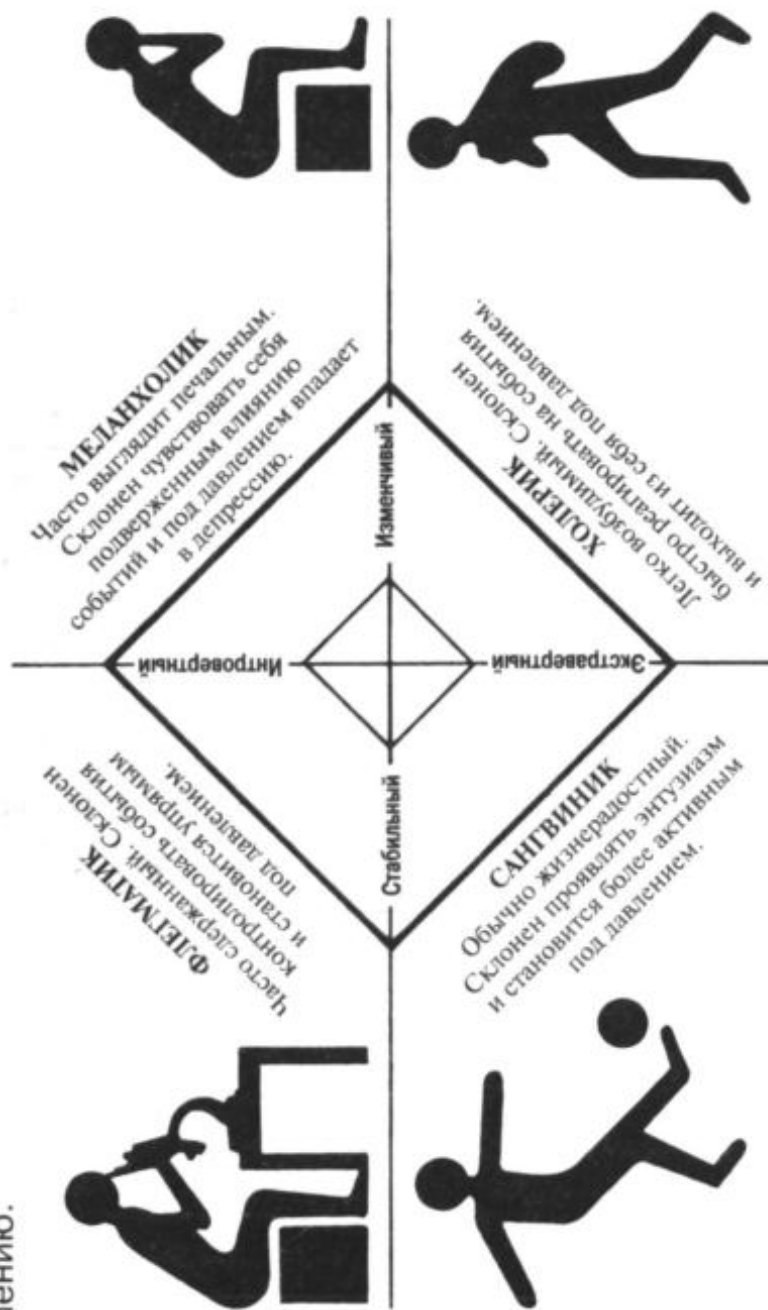 лению.
МЕЛАНХОЛИК
Часто выглядит печальным.
Склонен чувствовать себя
подверженным влиянию
событий и под давлением впадает
в депрессию.
ФЛЕГМАТИК
Часто сдержанный. Склонен
контролировать события
и становится упрямым
под давлением.
Интровертный
Изменчивый
Стабильный
Экстравертный
ХОЛЕРИК
Легко возбудимый. Склонен
быстро реагировать на события
и выходит из себя под давлением.
САНГВИНИК
Обычно жизнерадостный.
Склонен проявлять энтузиазм
и становится более активным
под давлением.